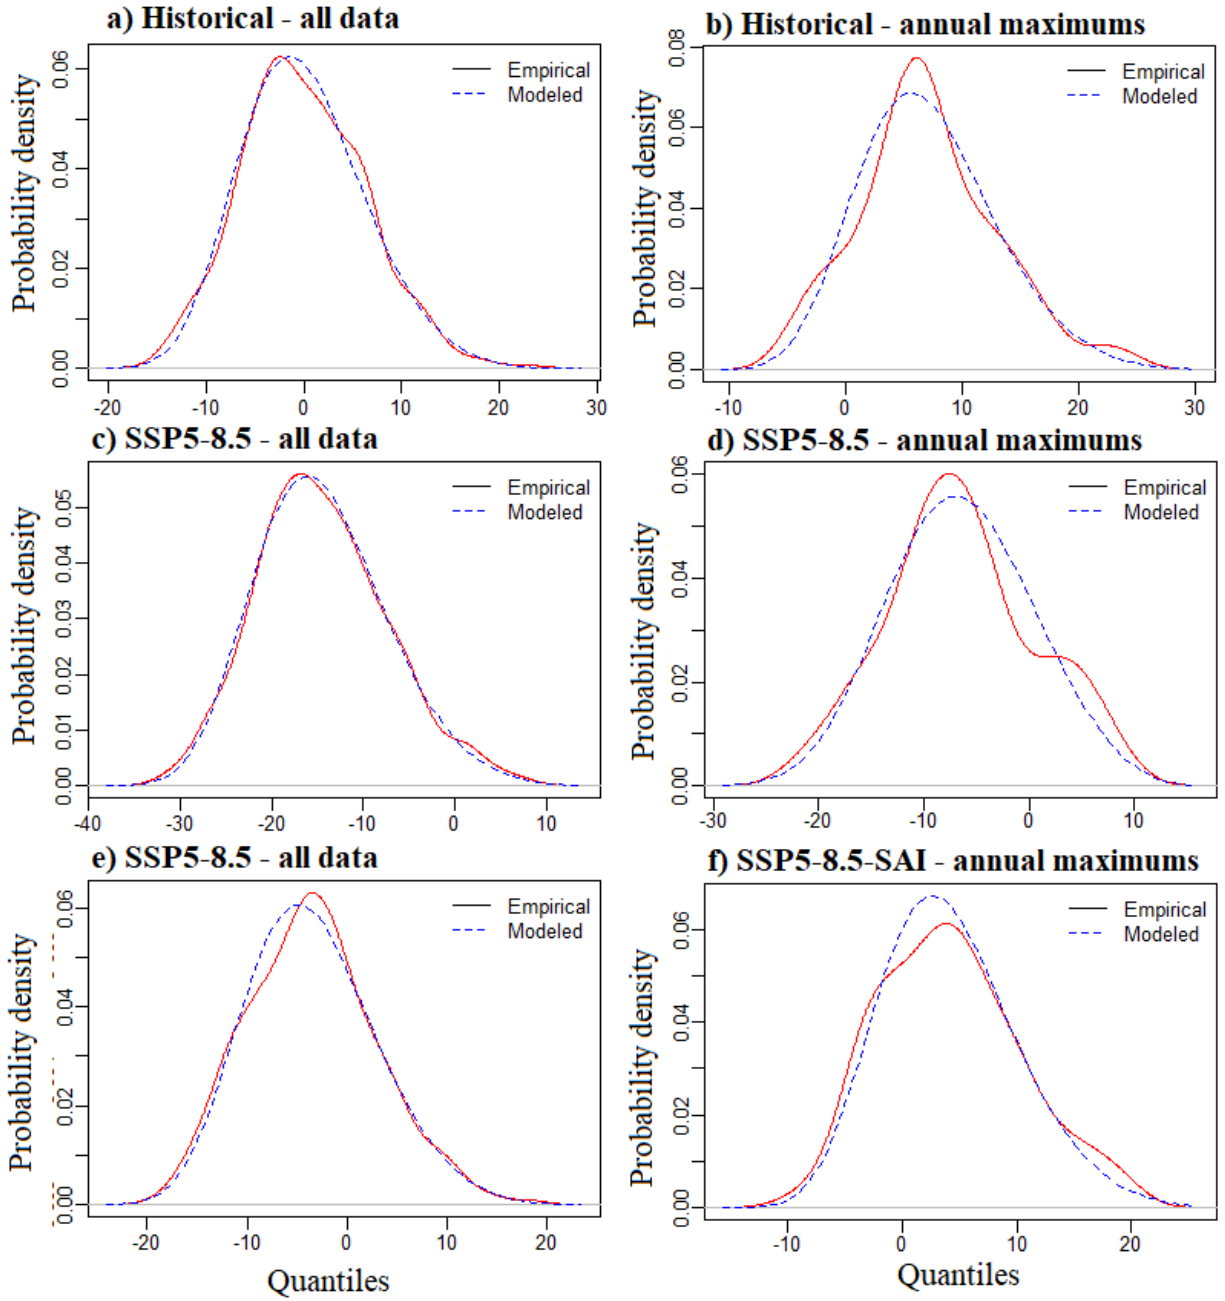 a) Historical - all data
b) Historical - annual maximums
Probability density
0.00
0.02
0.04
0.06
Empirical
Modeled
-20
-10
0
10
20
30
Probability density
0.00
0.02
0.04
0.06
0.08
Empirical
Modeled
-10
0
10
20
30
c) SSP5-8.5 - all data
d) SSP5-8.5 - annual maximums
Probability density
0.00
0.01
0.02
0.03
0.04
0.05
Empirical
Modeled
-40
-30
-20
-10
0
10
Probability density
0.00
0.02
0.04
0.06
Empirical
Modeled
-30
-20
-10
0
10
e) SSP5-8.5 - all data
f) SSP5-8.5-SAI - annual maximums
Probability density
0.00
0.02
0.04
0.06
Empirical
Modeled
-20
-10
0
10
20
Quantiles
Probability density
0.00
0.02
0.04
0.06
Empirical
Modeled
-10
0
10
20
Quantiles